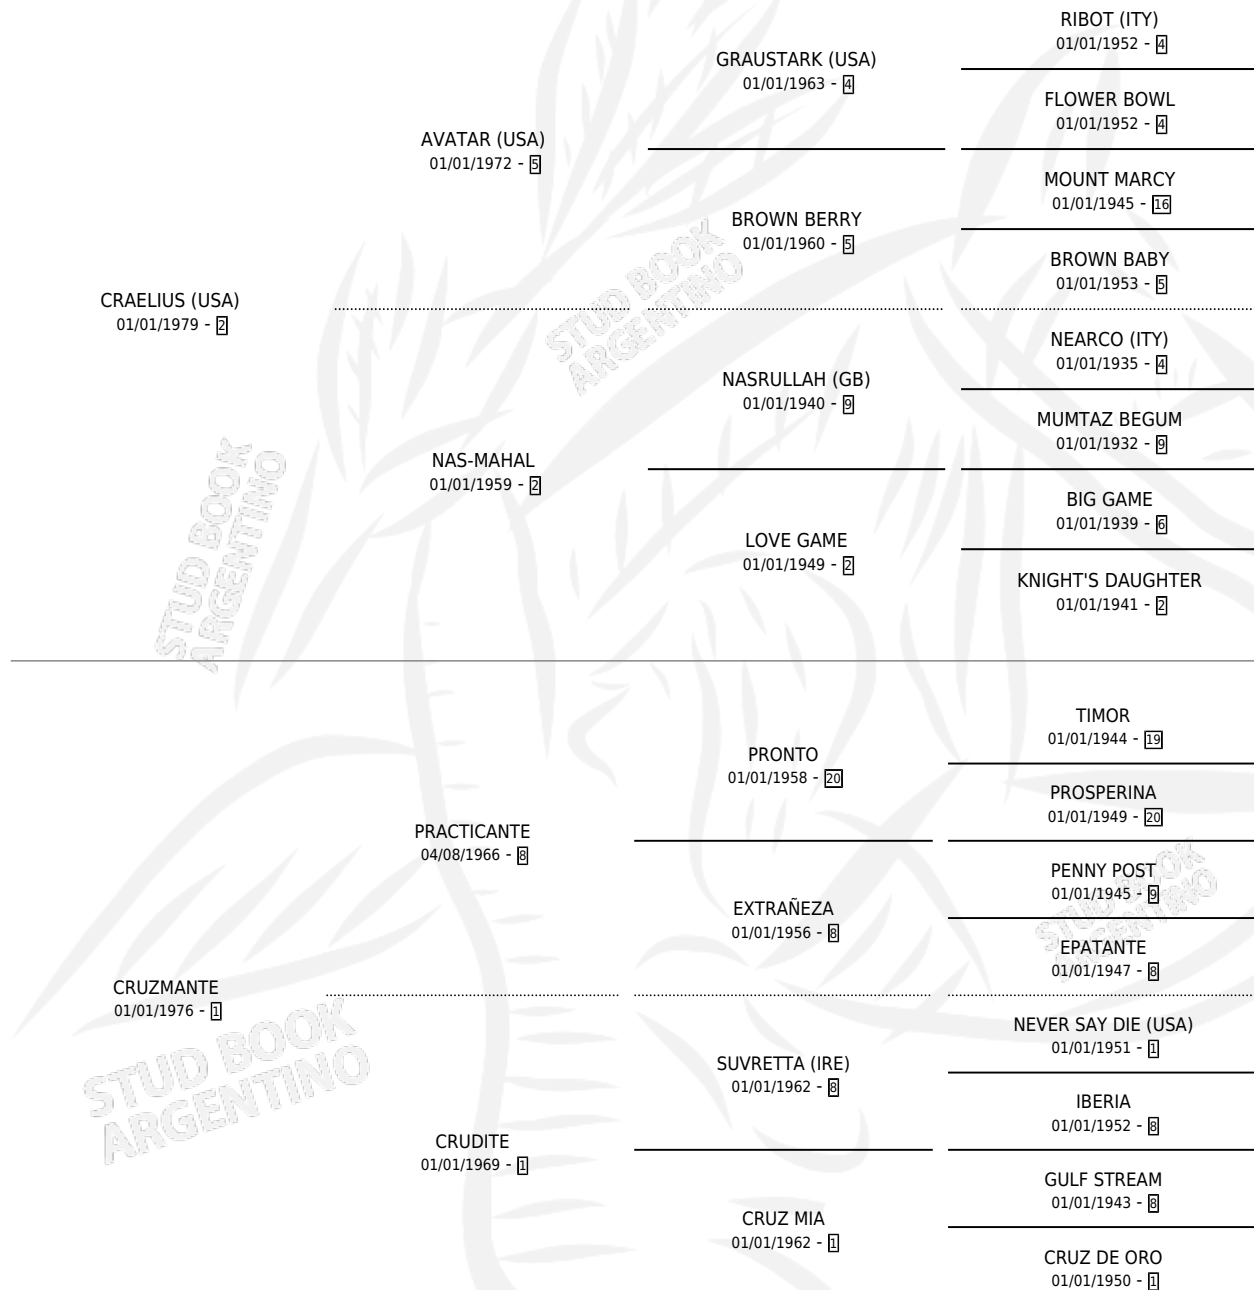 CRAELIUS (USA)
01/01/1979 - 2
AVATAR (USA)
01/01/1972 - 5
GRAUSTARK (USA)
01/01/1963 - 4
RIBOT (ITY)
01/01/1952 - 4
FLOWER BOWL
01/01/1952 - 4
BROWN BERRY
01/01/1960 - 5
MOUNT MARCY
01/01/1945 - 16
BROWN BABY
01/01/1953 - 5
NAS-MAHAL
01/01/1959 - 2
NASRULLAH (GB)
01/01/1940 - 9
NEARCO (ITY)
01/01/1935 - 4
MUMTAZ BEGUM
01/01/1932 - 9
LOVE GAME
01/01/1949 - 2
BIG GAME
01/01/1939 - 6
KNIGHT'S DAUGHTER
01/01/1941 - 2
CRUZMANTE
01/01/1976 - 1
PRACTICANTE
04/08/1966 - 8
PRONTO
01/01/1958 - 20
TIMOR
01/01/1944 - 19
PROSPERINA
01/01/1949 - 20
EXTRAÑEZA
01/01/1956 - 8
PENNY POST
01/01/1945 - 9
EPATANTE
01/01/1947 - 8
CRUDITE
01/01/1969 - 1
SUVRETTA (IRE)
01/01/1962 - 8
NEVER SAY DIE (USA)
01/01/1951 - 1
IBERIA
01/01/1952 - 8
CRUZ MIA
01/01/1962 - 1
GULF STREAM
01/01/1943 - 8
CRUZ DE ORO
01/01/1950 - 1
STUD BOOK
ARGENTINO
STUD BOOK
ARGENTINO
STUD BOOK
ARGENTINO
STUD BOOK
ARGENTINO